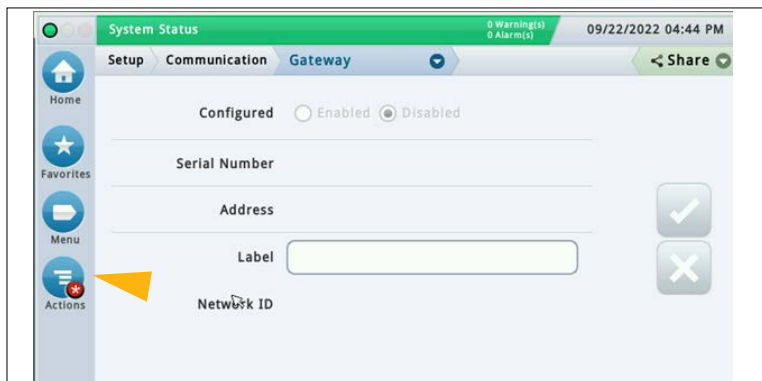 System Status
0 Warning(s)
0 Alarm(s)
09/22/2022 04:44 PM
Setup Communication Gateway
Share
Home
Favorites
Menu
Actions
Configured Enabled Disabled
Serial Number
Address
Label
Network ID